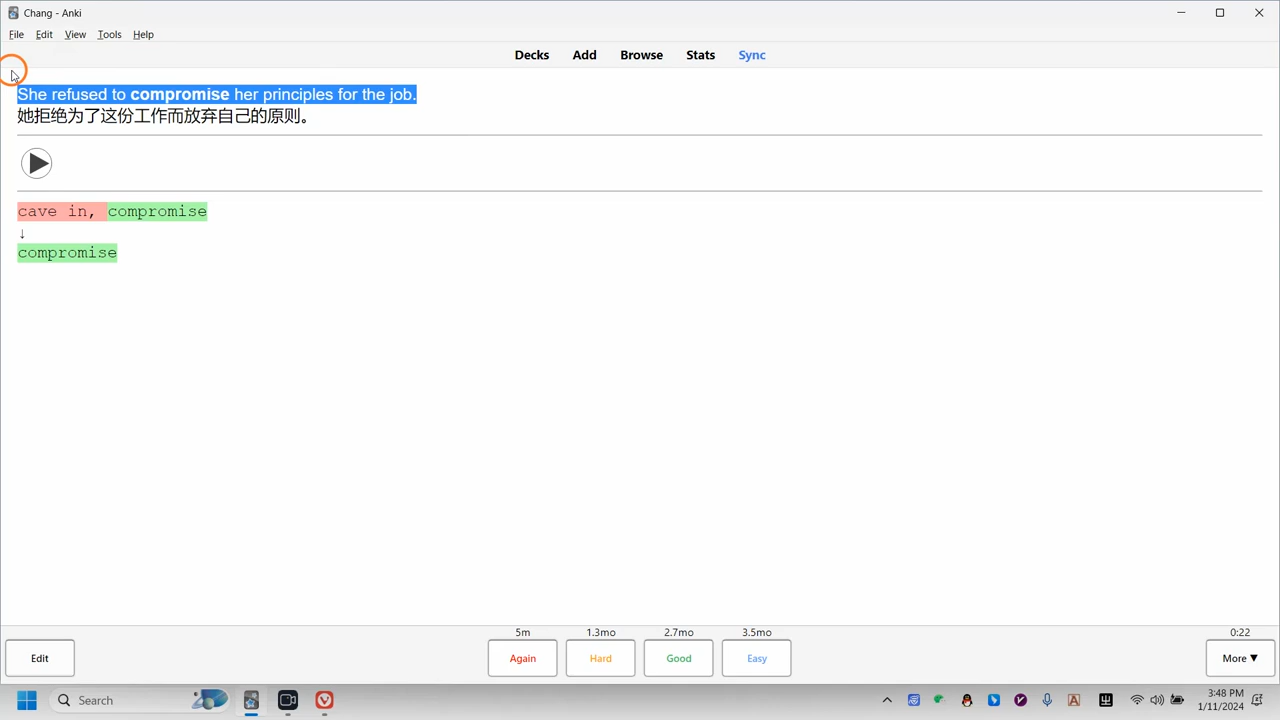 Chang - Anki
File Edit View Tools Help
Decks Add Browse Stats Sync
She refused to compromise her principles for the job.
她拒绝为了这份工作而放弃自己的原则。
cave in, compromise
↓
compromise
5m 1.3mo 2.7mo 3.5mo 0:22
Edit Again Hard Good Easy More ▼
Search
3:48 PM
1/11/2024